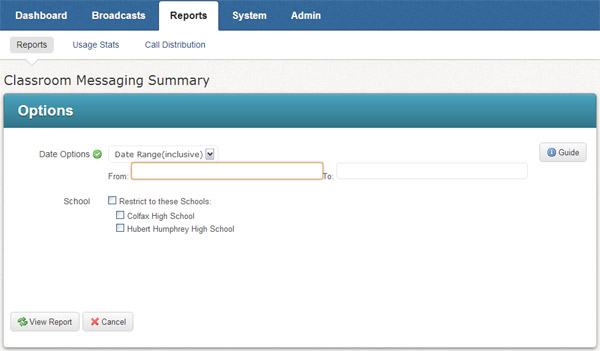 Dashboard Broadcasts Reports System Admin
Reports Usage Stats Call Distribution
Classroom Messaging Summary
Options
Date Options Date Range(inclusive) Guide
From: To:
School Restrict to these Schools:
Colfax High School
Hubert Humphrey High School
View Report Cancel